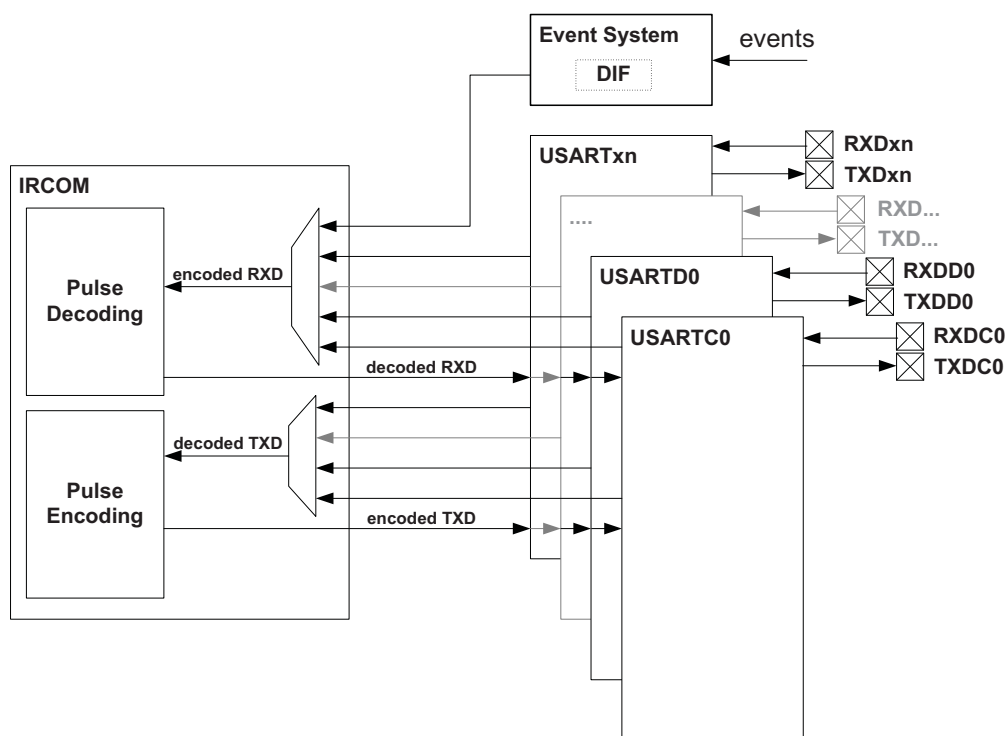 Event System
events
DIF
USARTxn
RXDxn
TXDxn
IRCOM
....
RXD...
TXD...
encoded RXD
Pulse
Decoding
USARTD0
RXDD0
TXDD0
USARTC0
RXDC0
TXDC0
decoded RXD
decoded TXD
Pulse
Encoding
encoded TXD